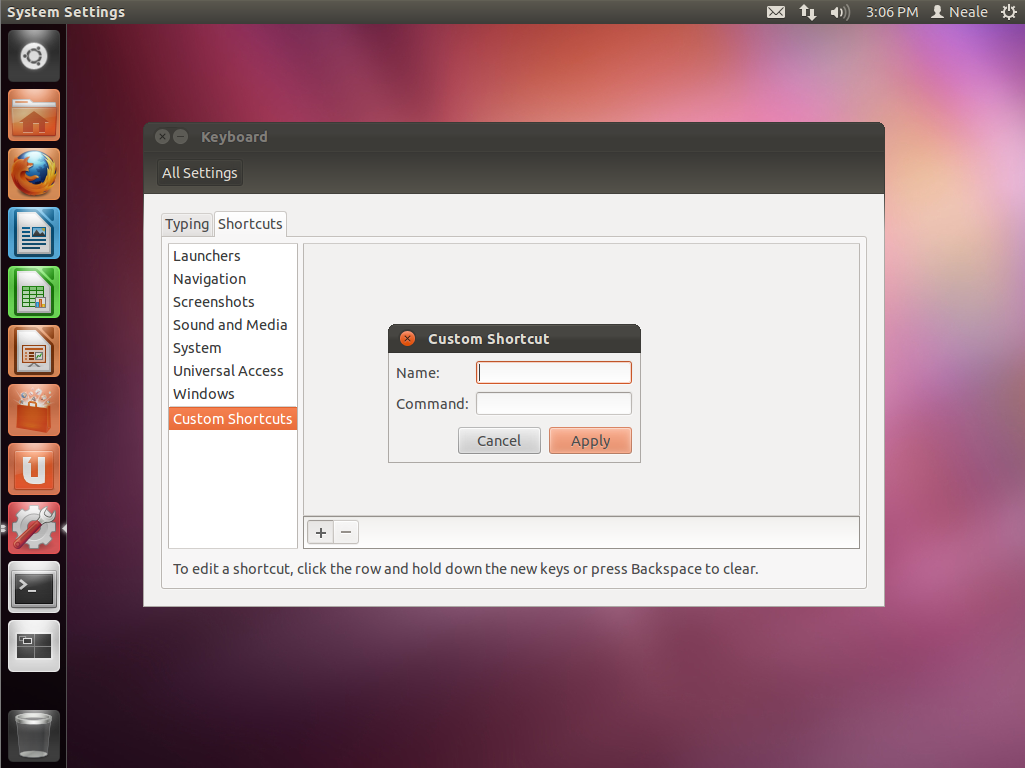 System Settings
3:06 PM Neale
Keyboard
All Settings
Typing Shortcuts
Launchers
Navigation
Screenshots
Sound and Media
System
Universal Access
Windows
Custom Shortcuts
Custom Shortcut
Name:
Command:
Cancel Apply
+ −
To edit a shortcut, click the row and hold down the new keys or press Backspace to clear.